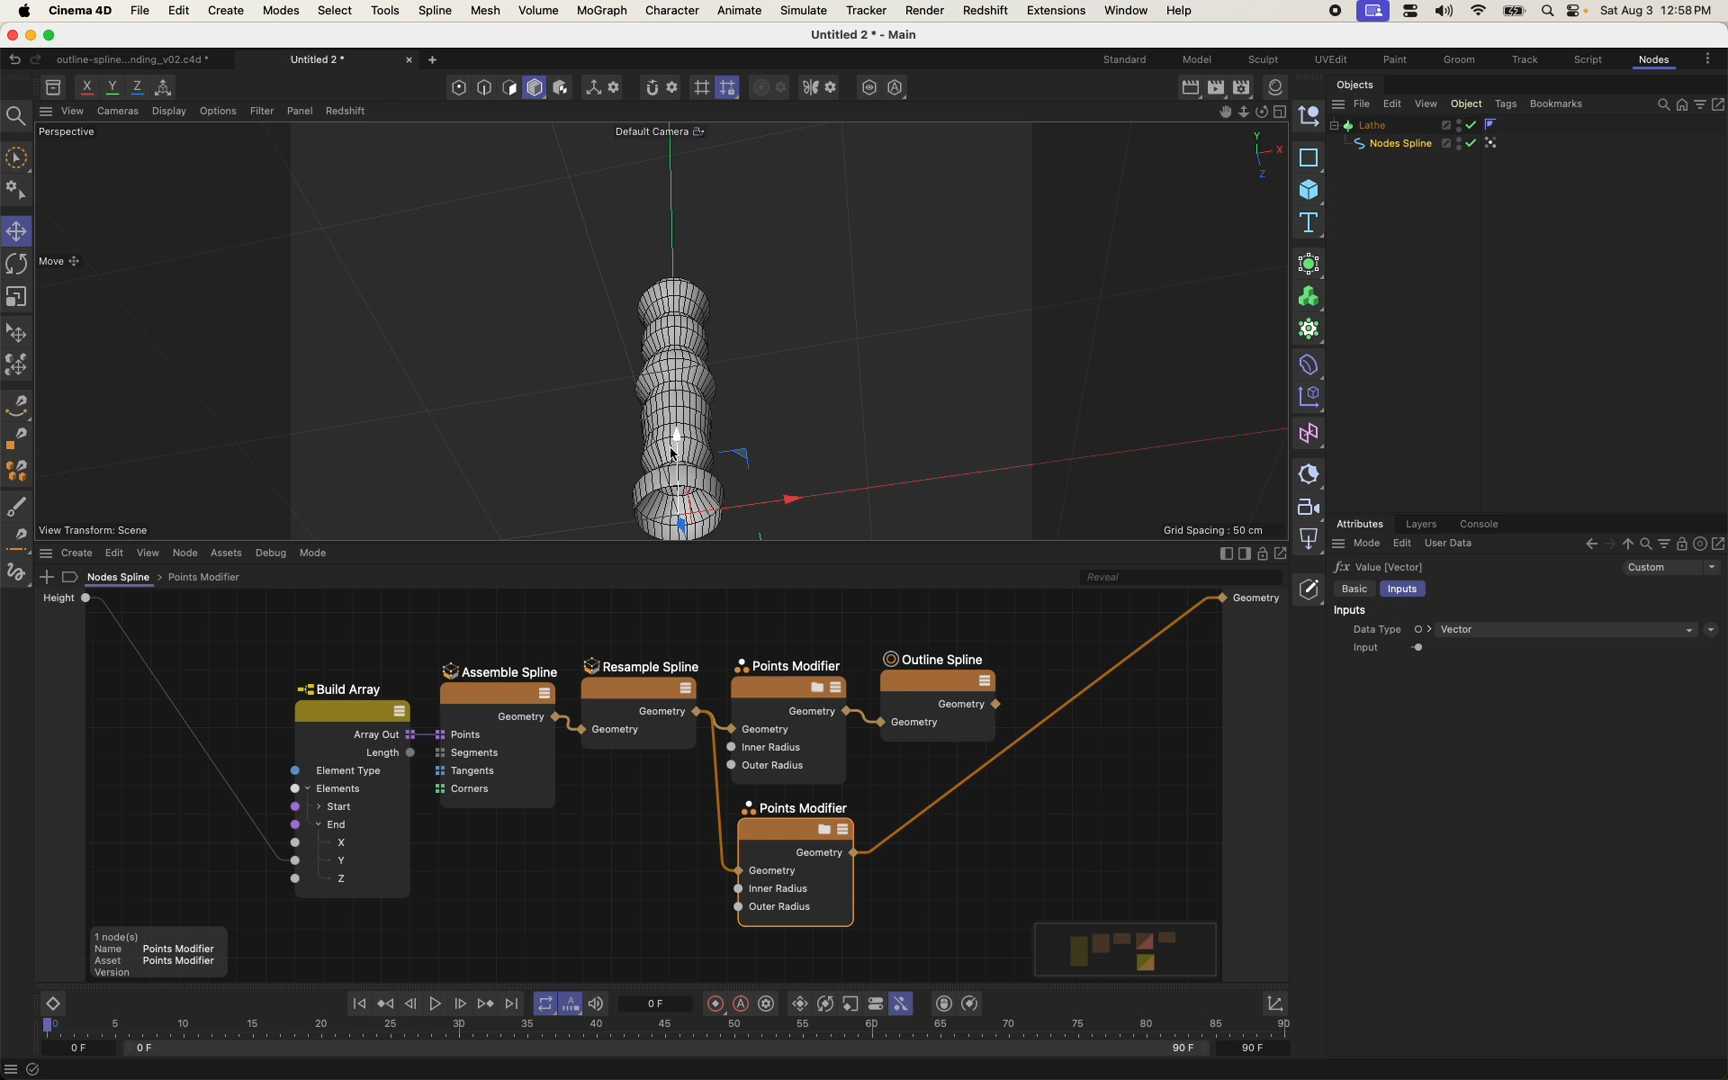 Cinema 4D File Edit Create Modes Select Tools Spline Mesh Volume MoGraph Character Animate Simulate Tracker Render Redshift Extensions Window Help Sat Aug 3 12:58 PM
Untitled 2 * - Main
outline-spline...nding_v02.c4d * Untitled 2 * × + Standard Model Sculpt UVEdit Paint Groom Track Script Nodes
X Y Z Objects
View Cameras Display Options Filter Panel Redshift File Edit View Object Tags Bookmarks
Perspective Default Camera Lathe
Y X Z Nodes Spline
Move
View Transform: Scene Grid Spacing : 50 cm
Attributes Layers Console
Create Edit View Node Assets Debug Mode Mode Edit User Data
Value [Vector] Custom
Nodes Spline > Points Modifier Reveal Basic Inputs
Height Geometry Inputs
Data Type Vector
Input
Build Array
Array Out
Length
Element Type
Elements
Start
End
X
Y
Z
Assemble Spline
Geometry
Points
Segments
Tangents
Corners
Resample Spline
Geometry
Geometry
Points Modifier
Geometry
Geometry
Inner Radius
Outer Radius
Outline Spline
Geometry
Geometry
Points Modifier
Geometry
Geometry
Inner Radius
Outer Radius
1 node(s)
Name Points Modifier
Asset Points Modifier
Version
0 F
0 5 10 15 20 25 30 35 40 45 50 55 60 65 70 75 80 85 90
0 F 0 F 90 F 90 F